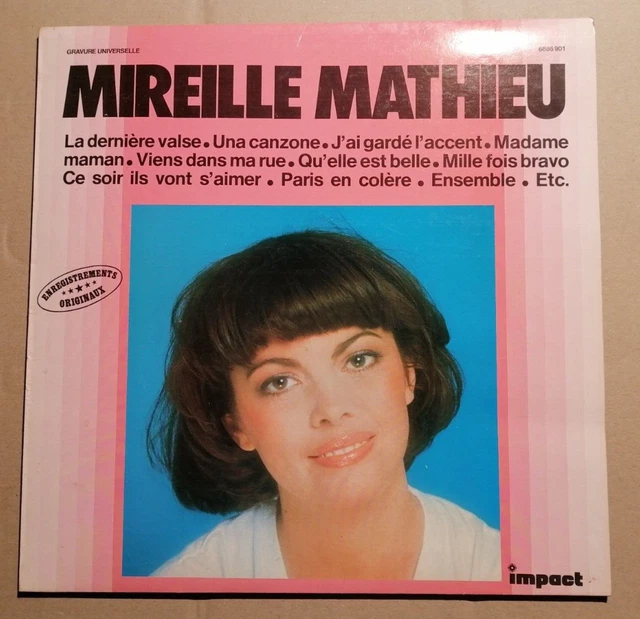 GRAVURE UNIVERSELLE 6886 901
MIREILLE MATHIEU
La dernière valse • Una canzone • J'ai gardé l'accent • Madame
maman • Viens dans ma rue • Qu'elle est belle • Mille fois bravo
Ce soir ils vont s'aimer • Paris en colère • Ensemble • Etc.
ENREGISTREMENTS
ORIGINAUX
impact